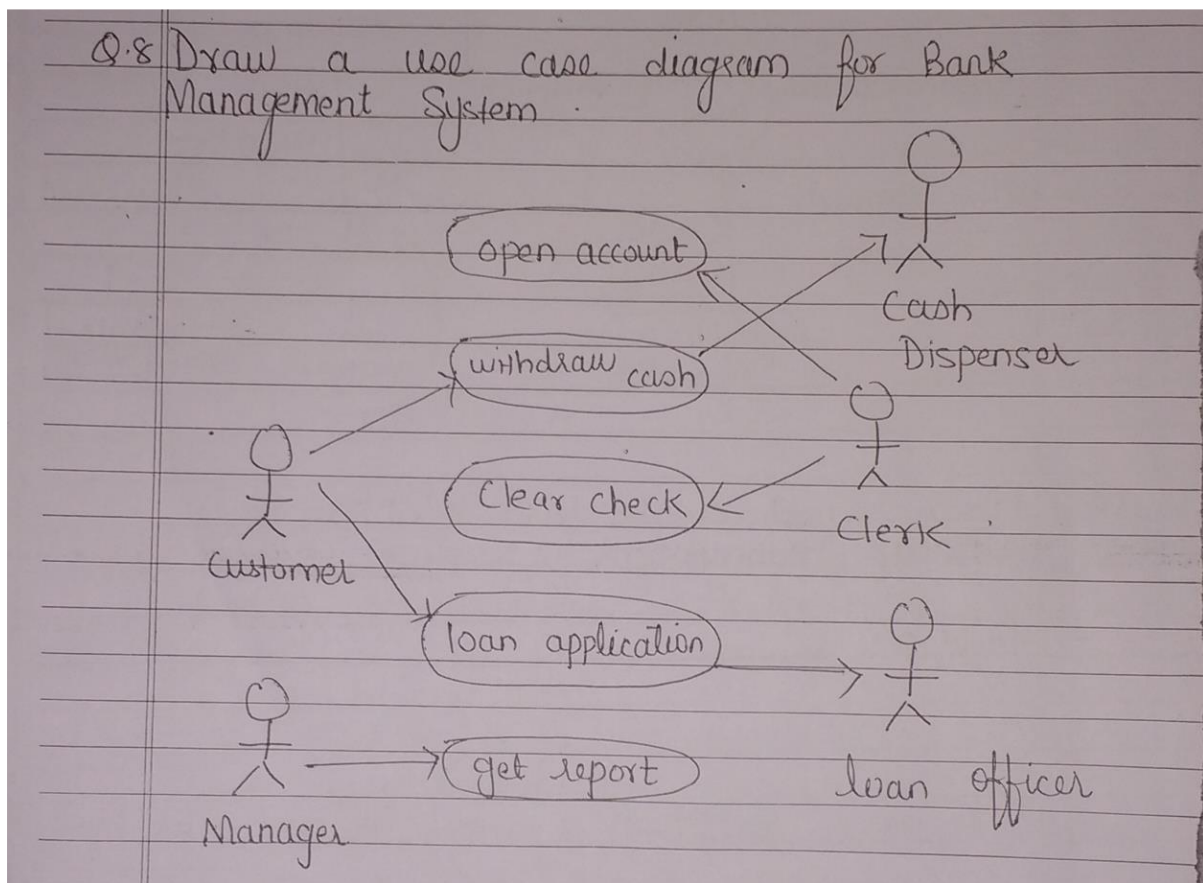 Q.8 Draw a use case diagram for Bank
Management System.
open account
Cash
Dispenser
withdraw cash
Clear check
Clerk
Customer
loan application
get report
loan officer
Manager